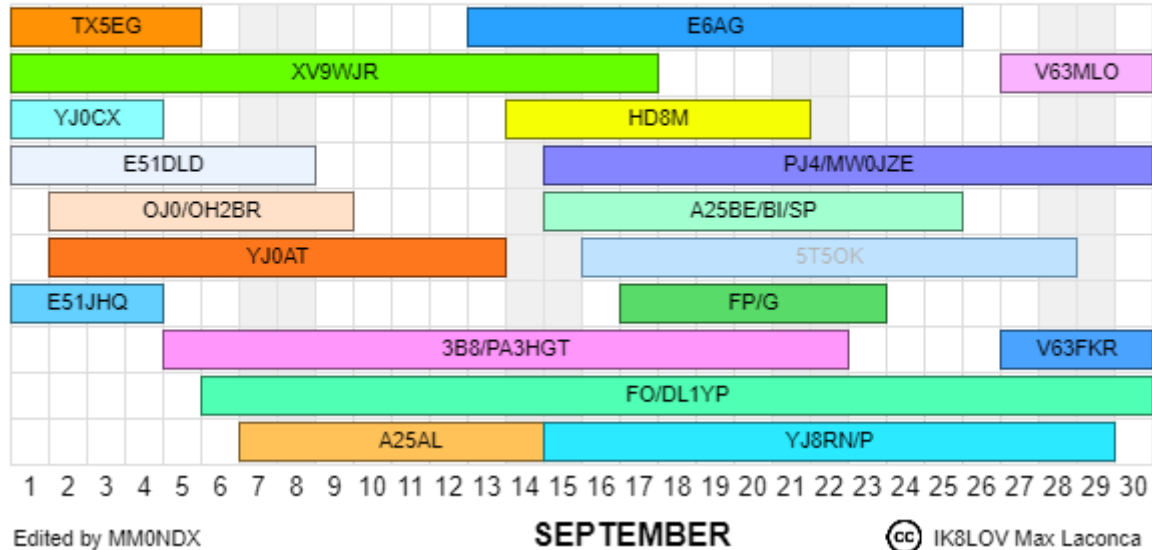 TX5EG E6AG
XV9WJR V63MLO
YJ0CX HD8M
E51DLD PJ4/MW0JZE
OJ0/OH2BR A25BE/BI/SP
YJ0AT 5T5OK
E51JHQ FP/G
3B8/PA3HGT V63FKR
FO/DL1YP
A25AL YJ8RN/P
1 2 3 4 5 6 7 8 9 10 11 12 13 14 15 16 17 18 19 20 21 22 23 24 25 26 27 28 29 30
Edited by MM0NDX SEPTEMBER cc IK8LOV Max Laconca